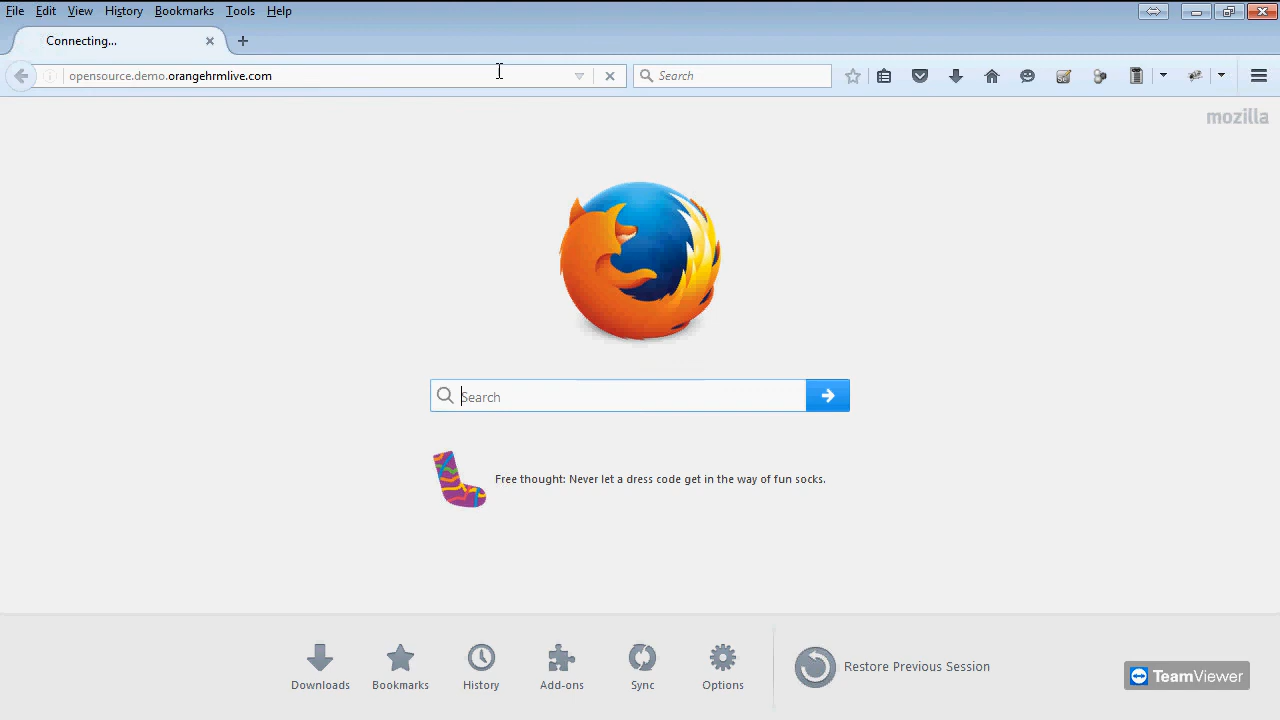 File Edit View History Bookmarks Tools Help
Connecting...
opensource.demo.orangehrmlive.com
Search
mozilla
Search
Free thought: Never let a dress code get in the way of fun socks.
Downloads Bookmarks History Add-ons Sync Options
Restore Previous Session
TeamViewer